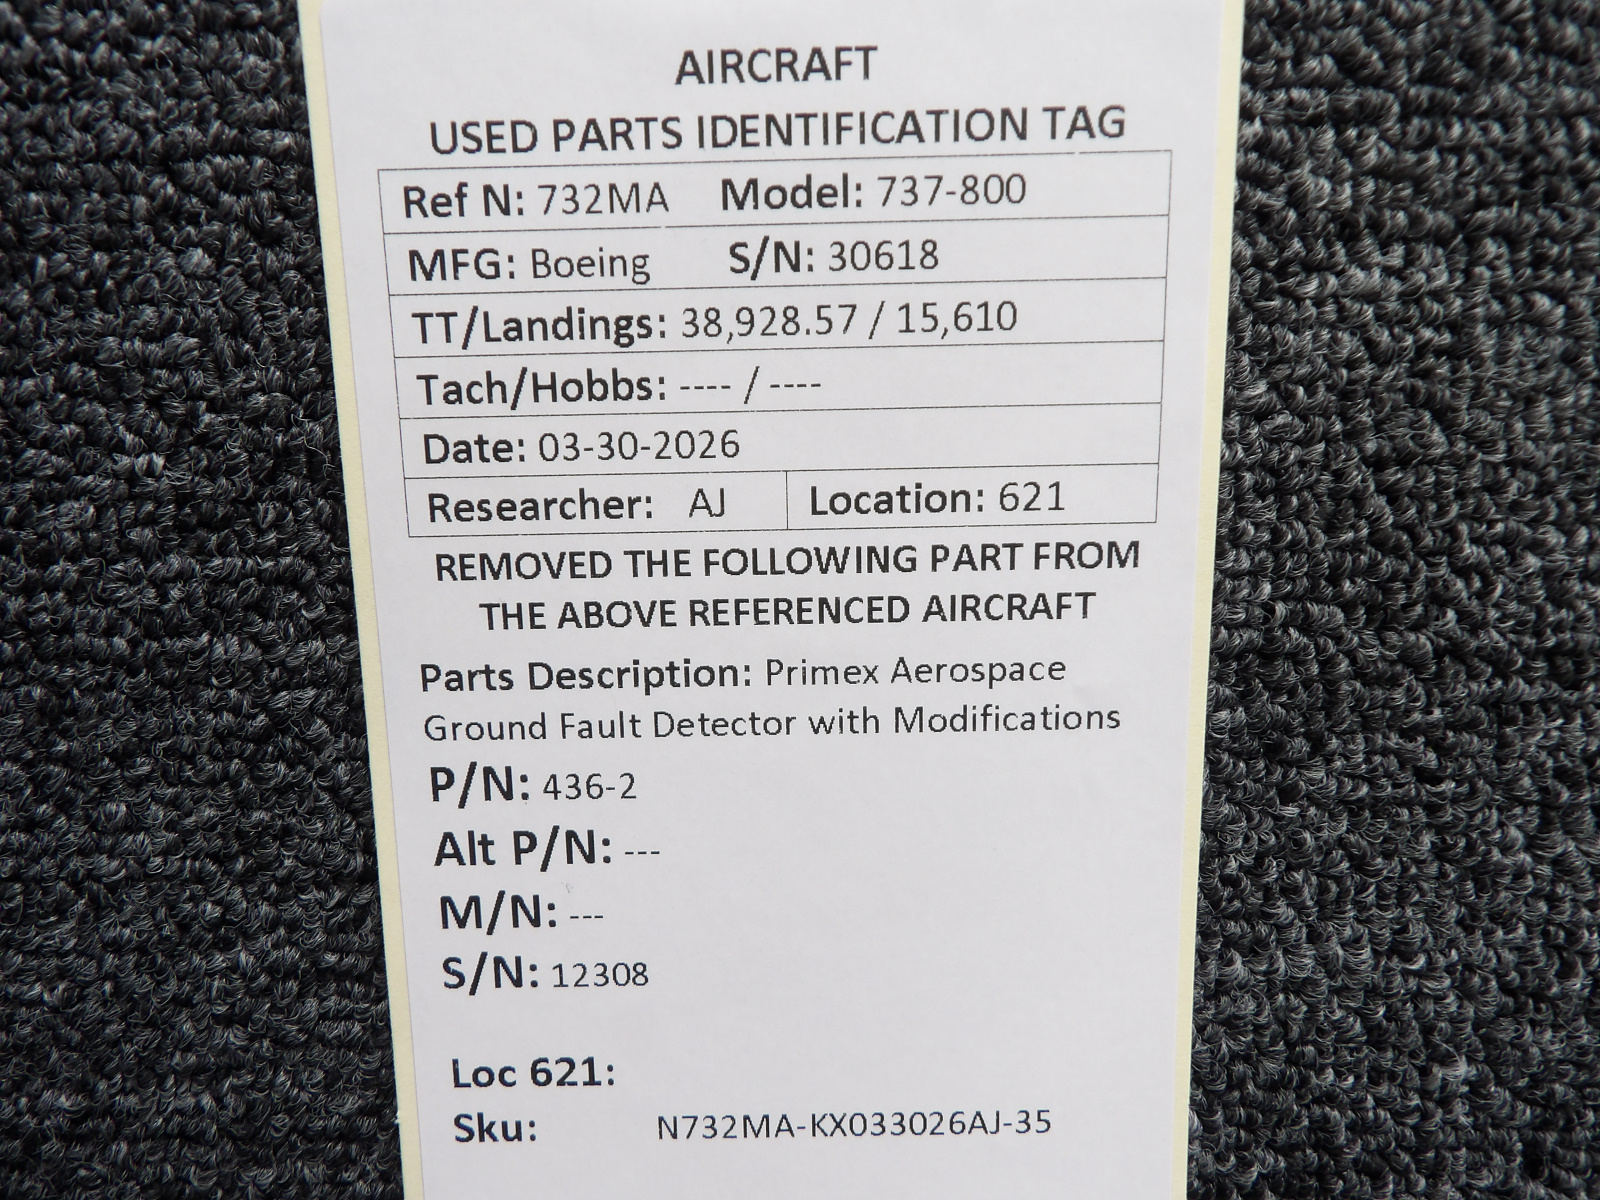 AIRCRAFT
USED PARTS IDENTIFICATION TAG
Ref N: 732MA Model: 737-800
MFG: Boeing S/N: 30618
TT/Landings: 38,928.57 / 15,610
Tach/Hobbs: ---- / ----
Date: 03-30-2026
Researcher: AJ Location: 621
REMOVED THE FOLLOWING PART FROM
THE ABOVE REFERENCED AIRCRAFT
Parts Description: Primex Aerospace
Ground Fault Detector with Modifications
P/N: 436-2
Alt P/N: ---
M/N: ---
S/N: 12308
Loc 621:
Sku: N732MA-KX033026AJ-35